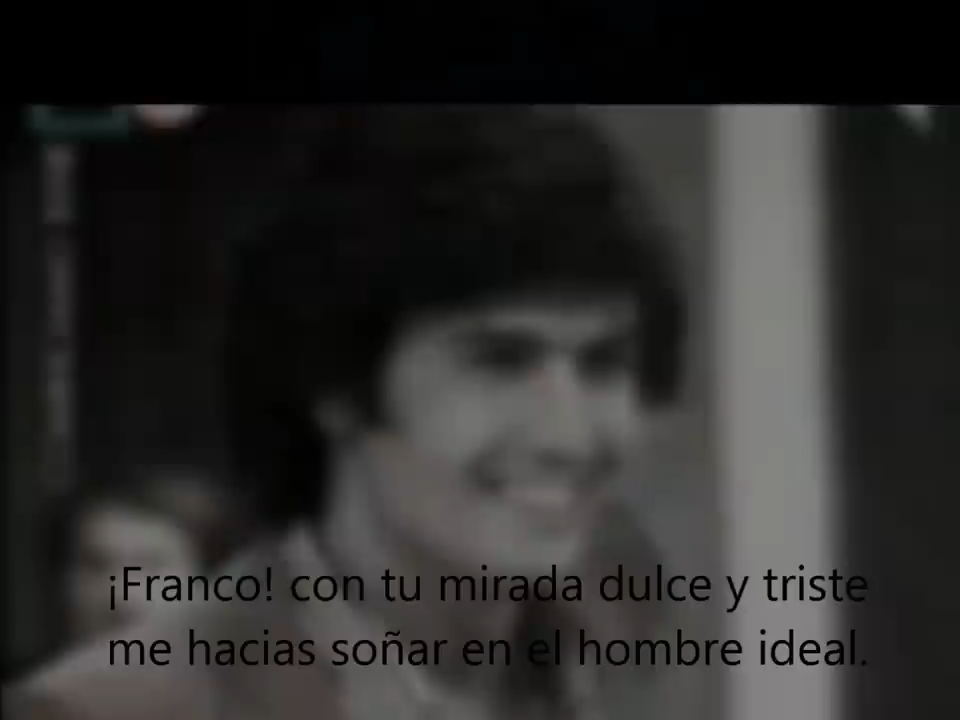 ¡Franco! con tu mirada dulce y triste
me hacias soñar en el hombre ideal.